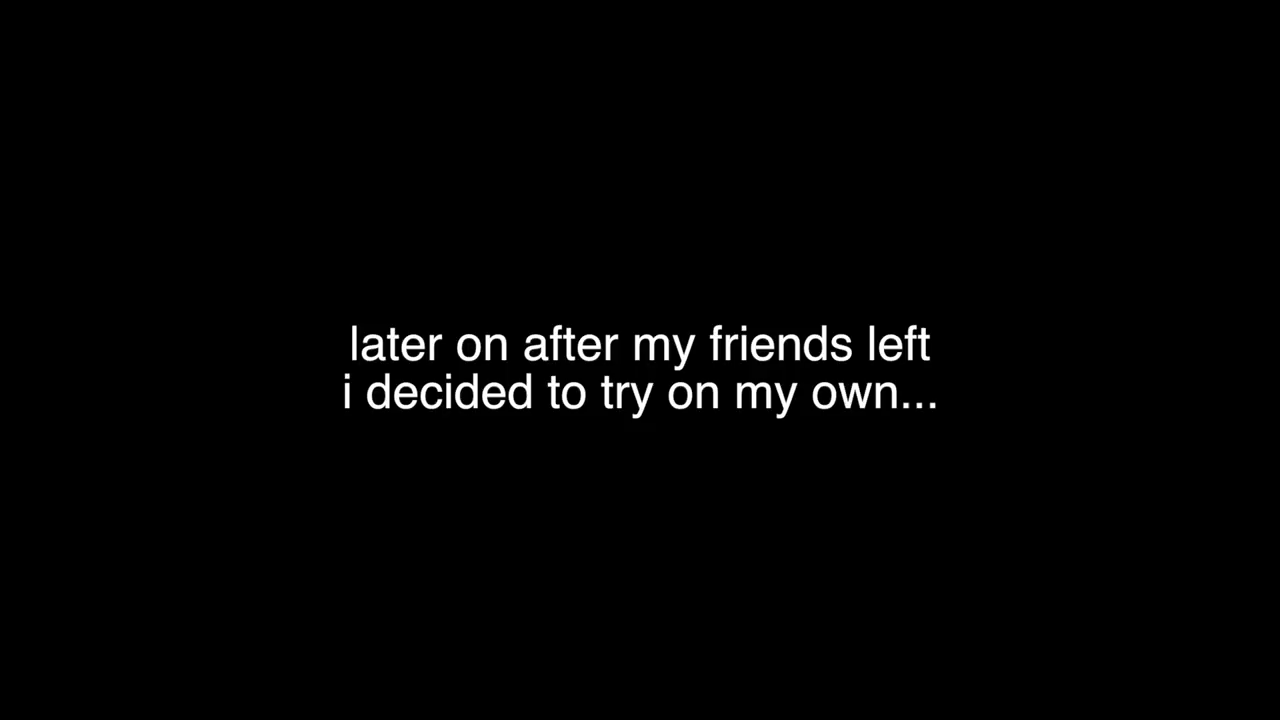 later on after my friends left
i decided to try on my own...